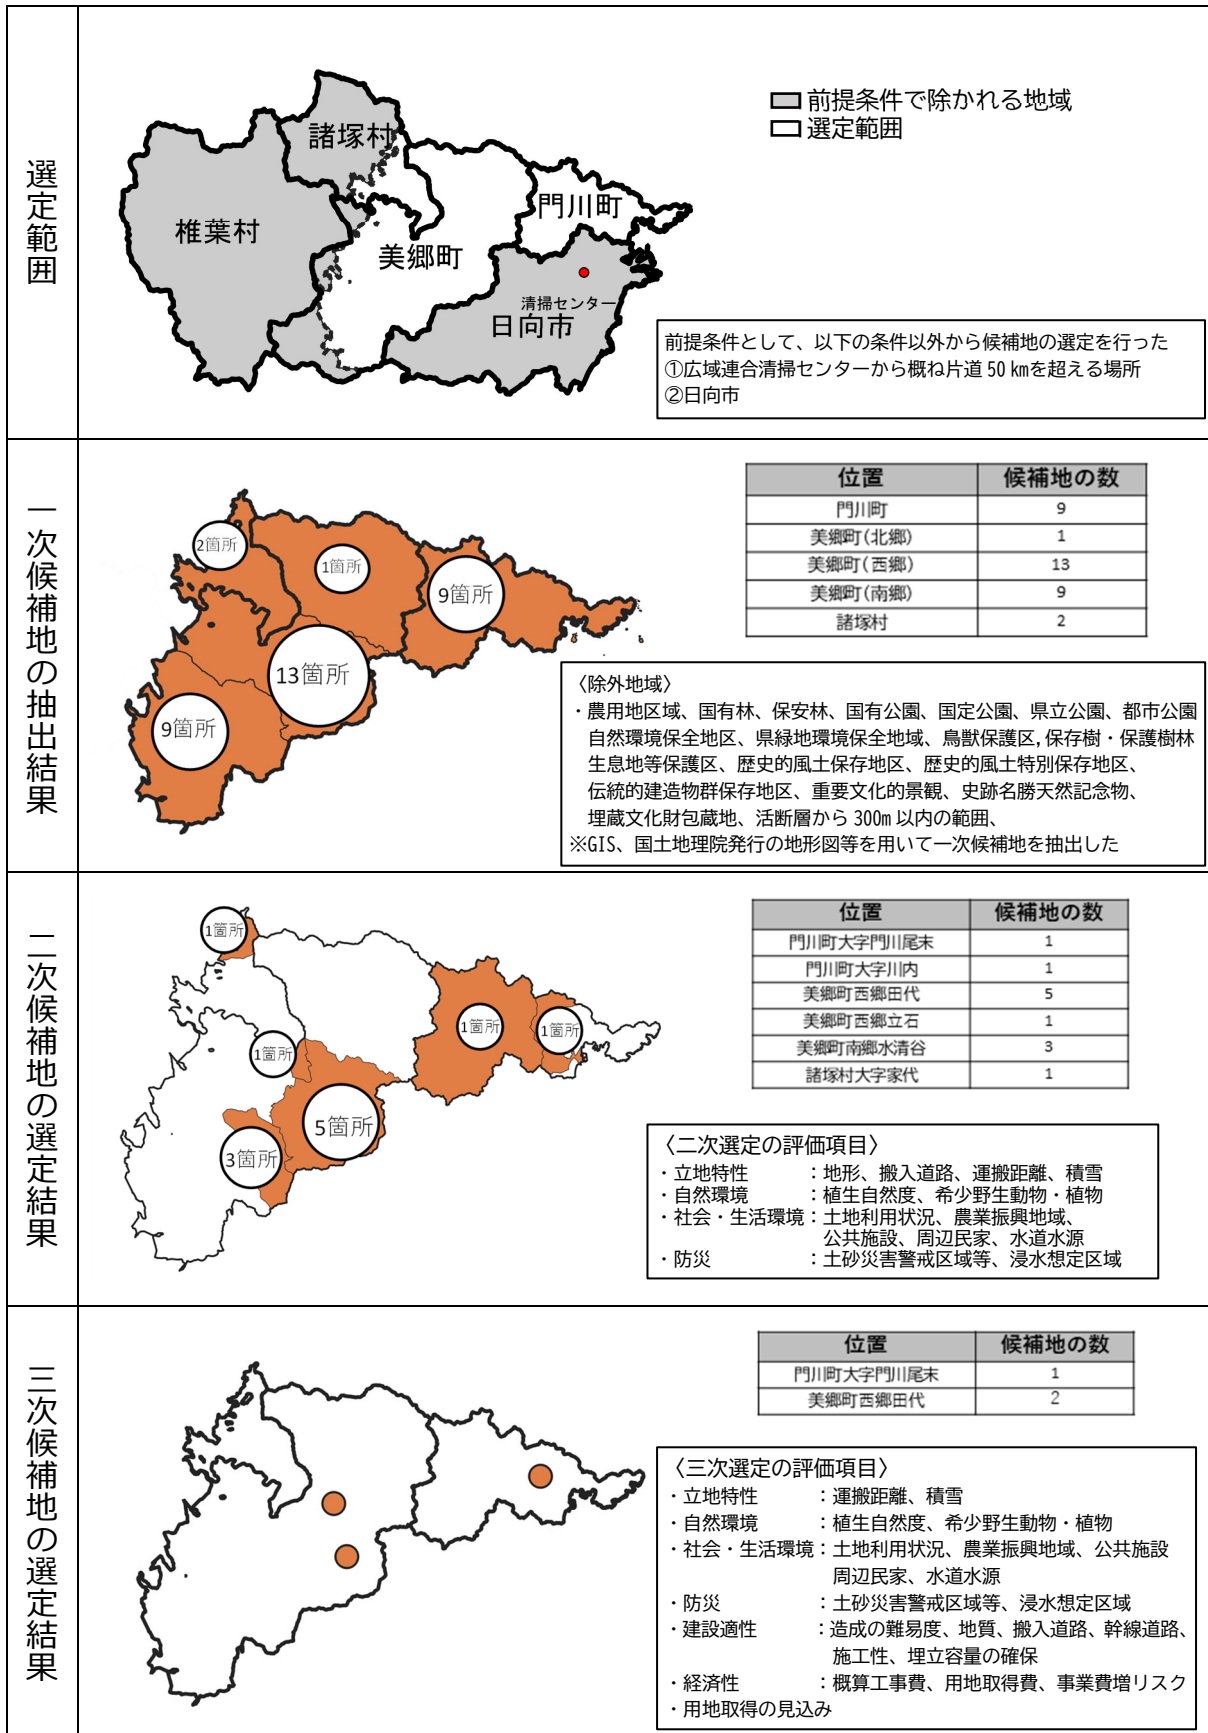 選定範囲
諸塚村
椎葉村
美郷町
門川町
清掃センター
日向市
前提条件で除かれる地域
選定範囲
前提条件として、以下の条件以外から候補地の選定を行った
①広域連合清掃センターから概ね片道50㎞を超える場所
②日向市
一次候補地の抽出結果
2箇所
1箇所
9箇所
13箇所
9箇所
位置 候補地の数
門川町 9
美郷町(北郷) 1
美郷町(西郷) 13
美郷町(南郷) 9
諸塚村 2
〈除外地域〉
・農用地区域、国有林、保安林、国有公園、国定公園、県立公園、都市公園
自然環境保全地区、県緑地環境保全地域、鳥獣保護区,保存樹・保護樹林
生息地等保護区、歴史的風土保存地区、歴史的風土特別保存地区、
伝統的建造物群保存地区、重要文化的景観、史跡名勝天然記念物、
埋蔵文化財包蔵地、活断層から300m以内の範囲、
※GIS、国土地理院発行の地形図等を用いて一次候補地を抽出した
二次候補地の選定結果
1箇所
1箇所
1箇所
1箇所
5箇所
3箇所
位置 候補地の数
門川町大字門川尾末 1
門川町大字川内 1
美郷町西郷田代 5
美郷町西郷立石 1
美郷町南郷水清谷 3
諸塚村大字家代 1
〈二次選定の評価項目〉
・立地特性 :地形、搬入道路、運搬距離、積雪
・自然環境 :植生自然度、希少野生動物・植物
・社会・生活環境:土地利用状況、農業振興地域、
公共施設、周辺民家、水道水源
・防災 :土砂災害警戒区域等、浸水想定区域
三次候補地の選定結果
位置 候補地の数
門川町大字門川尾末 1
美郷町西郷田代 2
〈三次選定の評価項目〉
・立地特性 :運搬距離、積雪
・自然環境 :植生自然度、希少野生動物・植物
・社会・生活環境:土地利用状況、農業振興地域、公共施設
周辺民家、水道水源
・防災 :土砂災害警戒区域等、浸水想定区域
・建設適性 :造成の難易度、地質、搬入道路、幹線道路、
施工性、埋立容量の確保
・経済性 :概算工事費、用地取得費、事業費増リスク
・用地取得の見込み